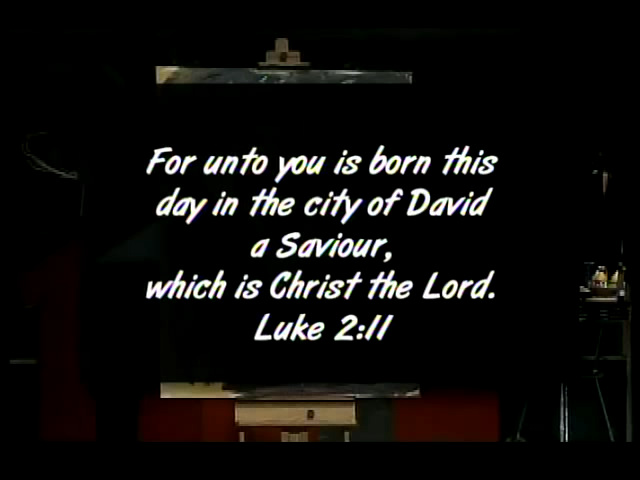 For unto you is born this
day in the city of David
a Saviour,
which is Christ the Lord.
Luke 2:11